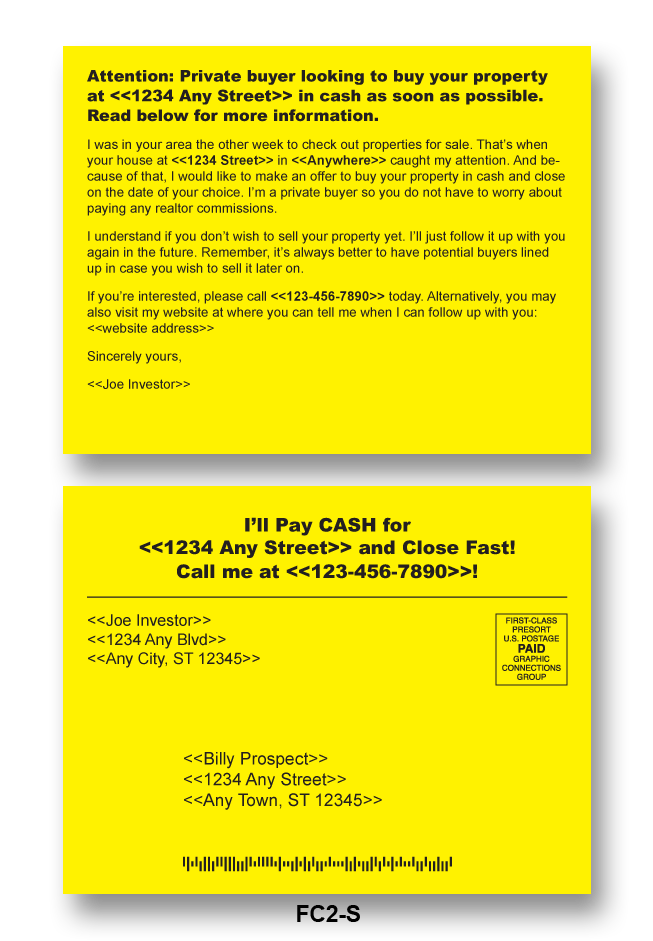 Attention: Private buyer looking to buy your property
at <<1234 Any Street>> in cash as soon as possible.
Read below for more information.
I was in your area the other week to check out properties for sale. That's when
your house at <<1234 Street>> in <<Anywhere>> caught my attention. And be-
cause of that, I would like to make an offer to buy your property in cash and close
on the date of your choice. I'm a private buyer so you do not have to worry about
paying any realtor commissions.
I understand if you don't wish to sell your property yet. I'll just follow it up with you
again in the future. Remember, it's always better to have potential buyers lined
up in case you wish to sell it later on.
If you're interested, please call <<123-456-7890>> today. Alternatively, you may
also visit my website at where you can tell me when I can follow up with you:
<<website address>>
Sincerely yours,
<<Joe Investor>>
I'll Pay CASH for
<<1234 Any Street>> and Close Fast!
Call me at <<123-456-7890>>!
<<Joe Investor>>
<<1234 Any Blvd>>
<<Any City, ST 12345>>
FIRST-CLASS
PRESORT
U.S. POSTAGE
PAID
GRAPHIC
CONNECTIONS
GROUP
<<Billy Prospect>>
<<1234 Any Street>>
<<Any Town, ST 12345>>
FC2-S